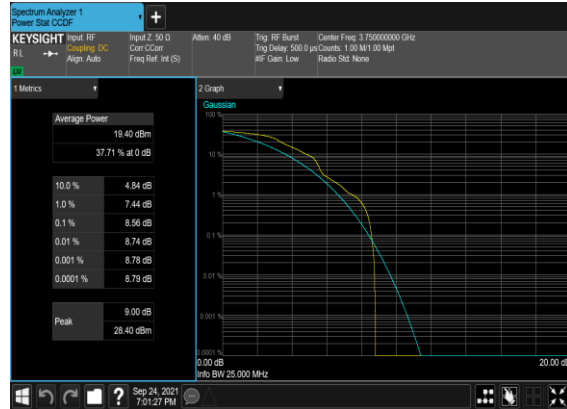 Spectrum Analyzer 1
Power Stat CCDF
KEYSIGHT
RL
Input: RF
Coupling: DC
Align: Auto
Input Z: 50 Ω
Corr CCorr
Freq Ref: Int (S)
Atten: 40 dB
Trig: RF Burst
Trig Delay: 500.0 µs
#IF Gain: Low
Center Freq: 3.750000000 GHz
Counts: 1.00 M/1.00 Mpt
Radio Std: None
1 Metrics
Average Power
19.40 dBm
37.71 % at 0 dB
10.0 % 4.84 dB
1.0 % 7.44 dB
0.1 % 8.56 dB
0.01 % 8.74 dB
0.001 % 8.78 dB
0.0001 % 8.79 dB
Peak
9.00 dB
28.40 dBm
2 Graph
Gaussian
100 %
10 %
1 %
0.1 %
0.01 %
0.001 %
0.0001 %
0.00 dB
20.00 dB
Info BW 25.000 MHz
Sep 24, 2021
7:01:27 PM